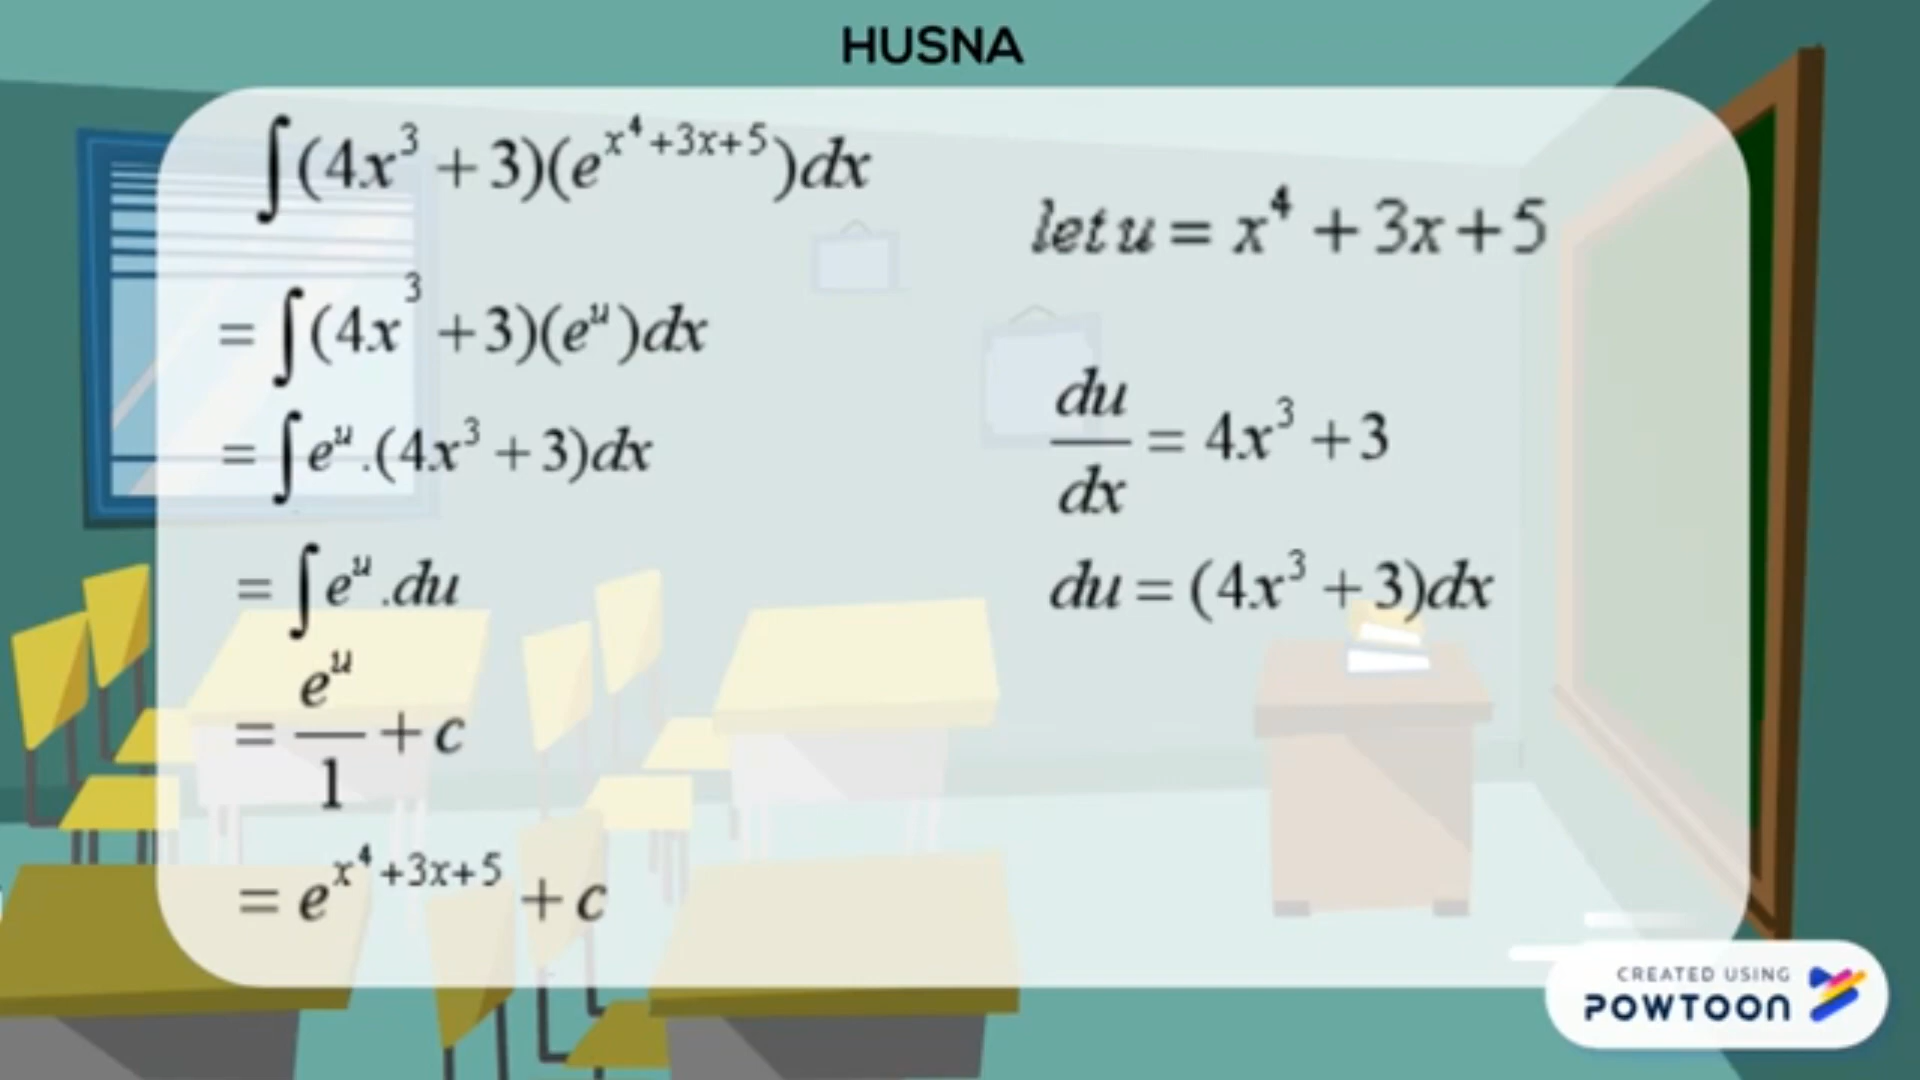 HUSNA
∫(4x³ + 3)(e^{x⁴+3x+5})dx
= ∫(4x³ + 3)(e^u)dx
= ∫e^u.(4x³ + 3)dx
= ∫e^u.du
= e^u/1 + c
= e^{x⁴+3x+5} + c
let u = x⁴ + 3x + 5
du/dx = 4x³ + 3
du = (4x³ + 3)dx
CREATED USING
POWTOON